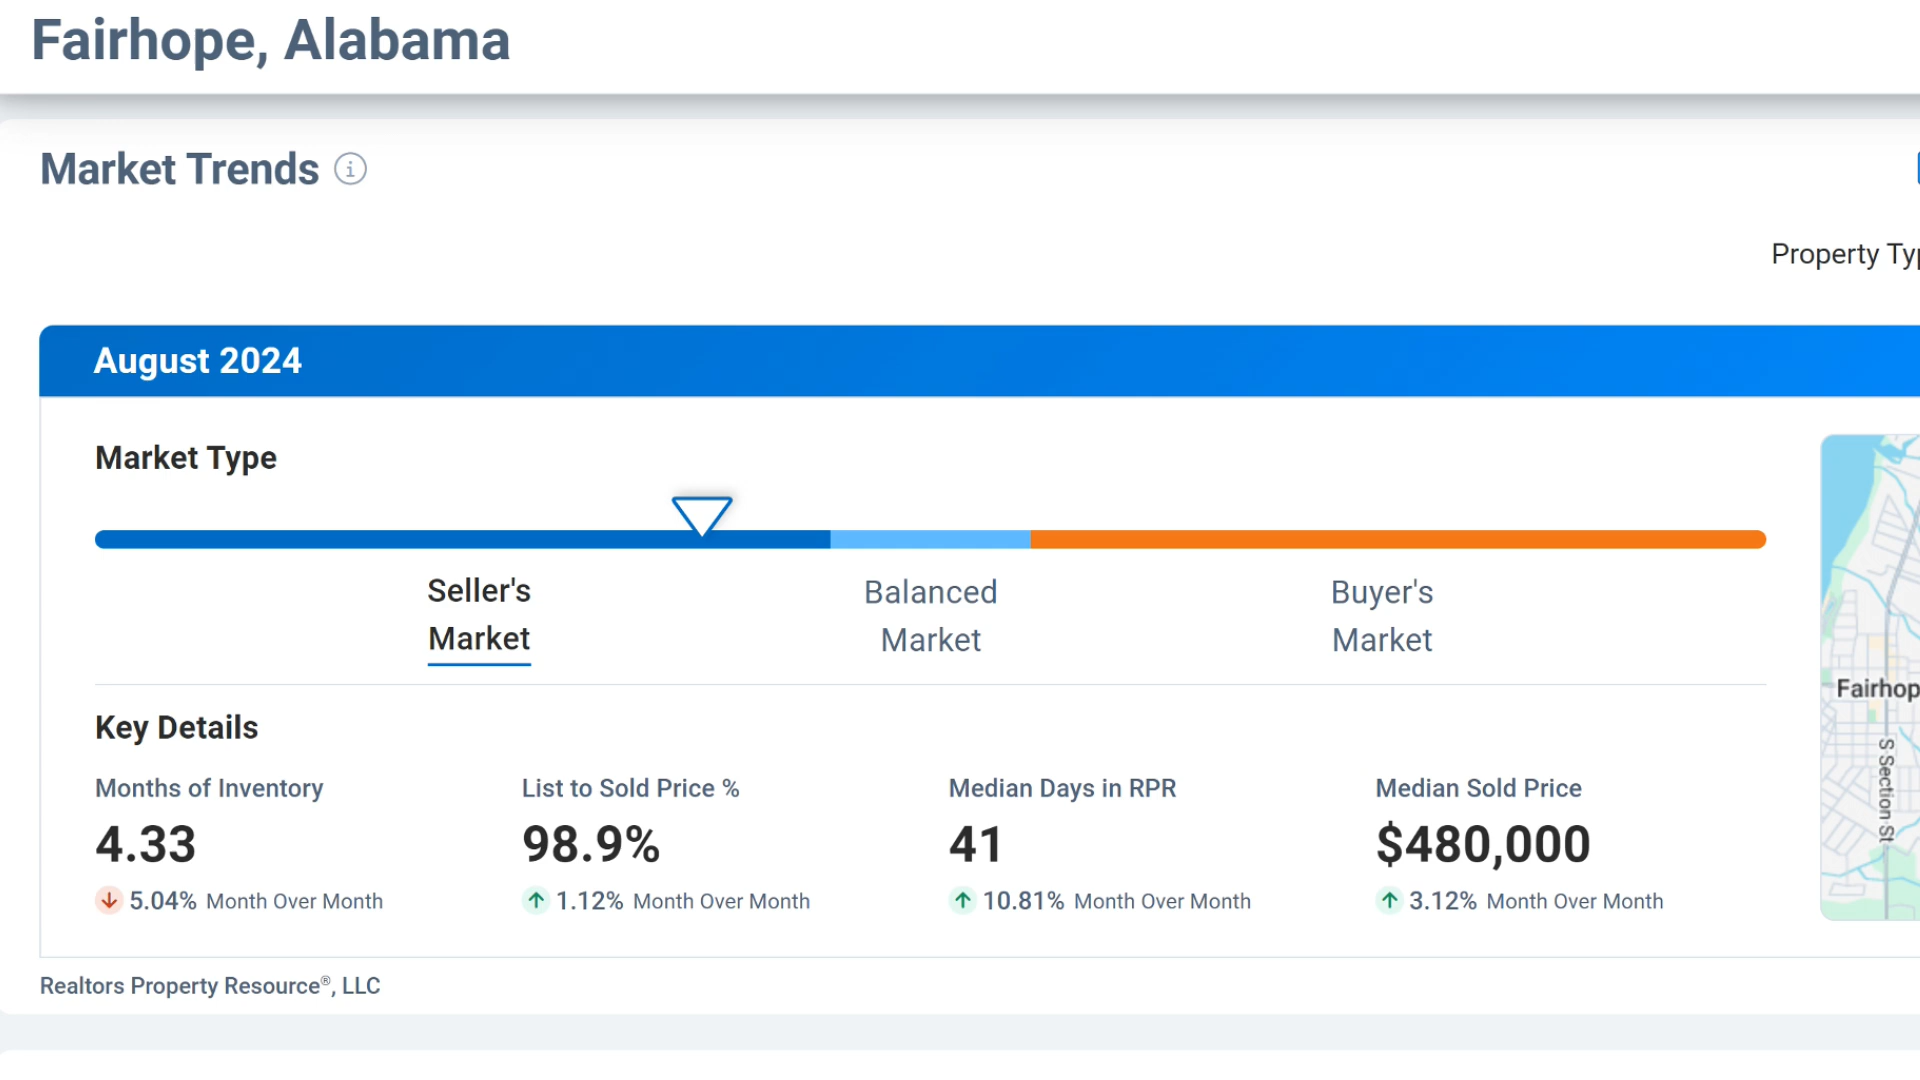 Fairhope, Alabama
Market Trends
Property Typ
August 2024
Market Type
Seller's Market
Balanced Market
Buyer's Market
Key Details
Months of Inventory
4.33
5.04% Month Over Month
List to Sold Price %
98.9%
1.12% Month Over Month
Median Days in RPR
41
10.81% Month Over Month
Median Sold Price
$480,000
3.12% Month Over Month
Fairhop
S Section St
Realtors Property Resource®, LLC